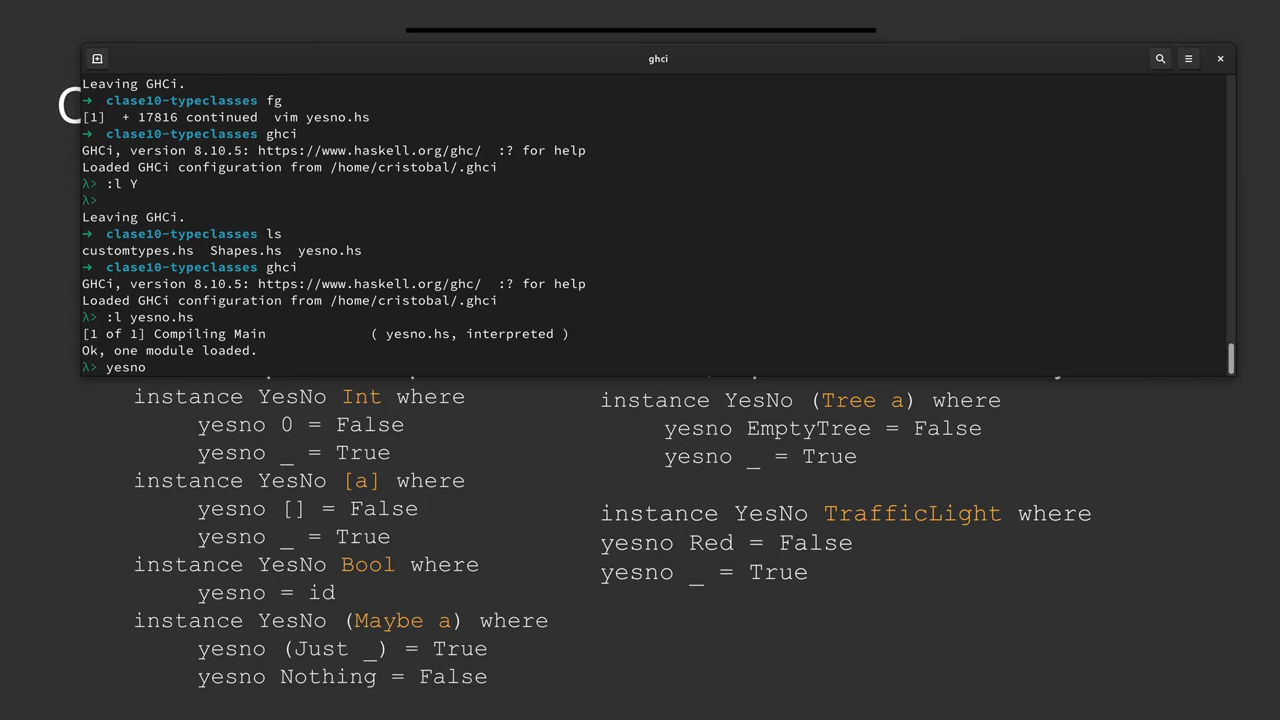 ghci
Leaving GHCi.
➜ clase10-typeclasses fg
[1]  + 17816 continued  vim yesno.hs
➜ clase10-typeclasses ghci
GHCi, version 8.10.5: https://www.haskell.org/ghc/  :? for help
Loaded GHCi configuration from /home/cristobal/.ghci
λ> :l Y
λ>
Leaving GHCi.
➜ clase10-typeclasses ls
customtypes.hs  Shapes.hs  yesno.hs
➜ clase10-typeclasses ghci
GHCi, version 8.10.5: https://www.haskell.org/ghc/  :? for help
Loaded GHCi configuration from /home/cristobal/.ghci
λ> :l yesno.hs
[1 of 1] Compiling Main             ( yesno.hs, interpreted )
Ok, one module loaded.
λ> yesno
instance YesNo Int where
yesno 0 = False
yesno _ = True
instance YesNo [a] where
yesno [] = False
yesno _ = True
instance YesNo Bool where
yesno = id
instance YesNo (Maybe a) where
yesno (Just _) = True
yesno Nothing = False
instance YesNo (Tree a) where
yesno EmptyTree = False
yesno _ = True
instance YesNo TrafficLight where
yesno Red = False
yesno _ = True